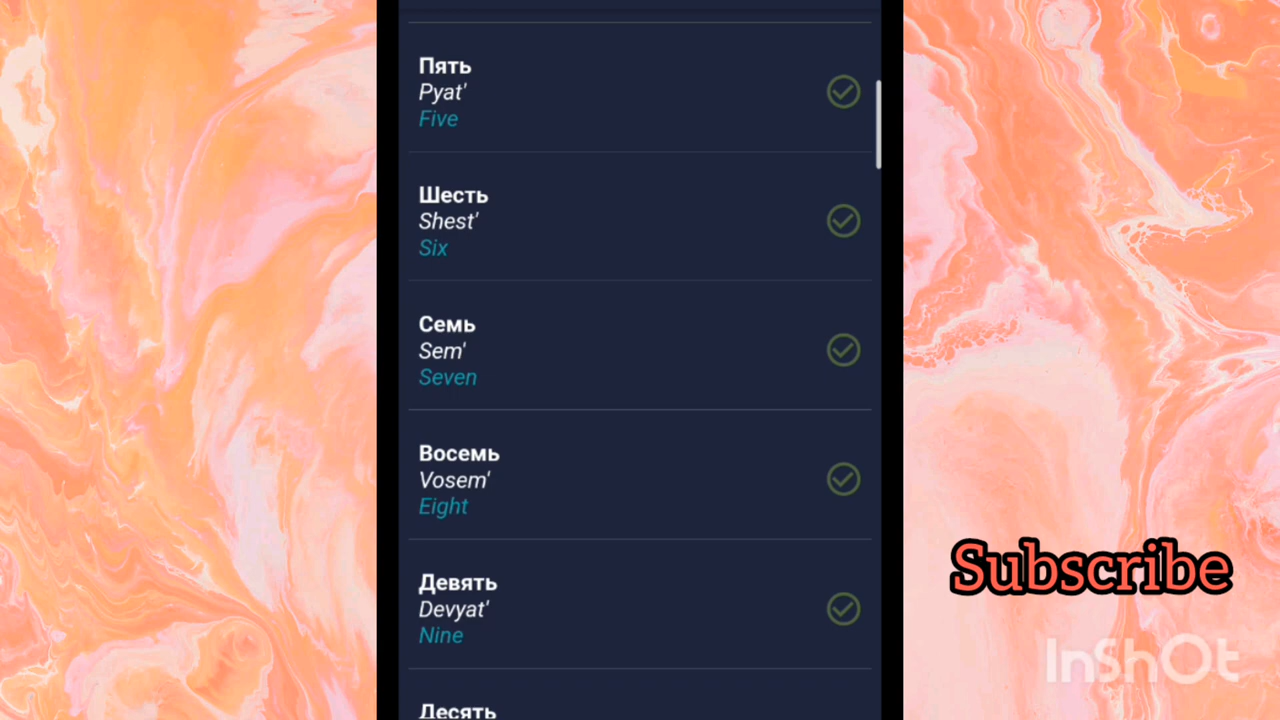 Пять
Pyat'
Five
Шесть
Shest'
Six
Семь
Sem'
Seven
Восемь
Vosem'
Eight
Девять
Devyat'
Nine
Десять
Subscribe
InShOt